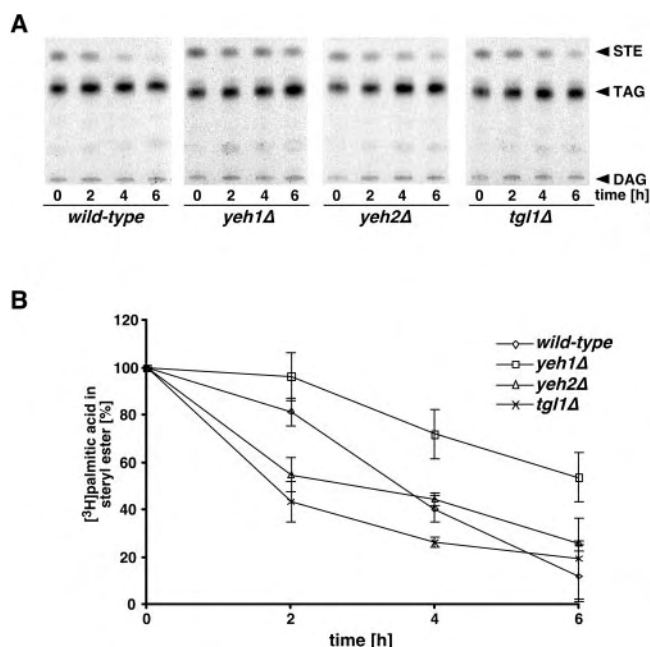 A
STE
TAG
DAG
0 2 4 6 0 2 4 6 0 2 4 6 0 2 4 6 time [h]
wild-type yeh1Δ yeh2Δ tgl1Δ
B
120
100
80
60
40
20
0
[³H]palmitic acid in
steryl ester [%]
wild-type
yeh1Δ
yeh2Δ
tgl1Δ
0 2 4 6
time [h]